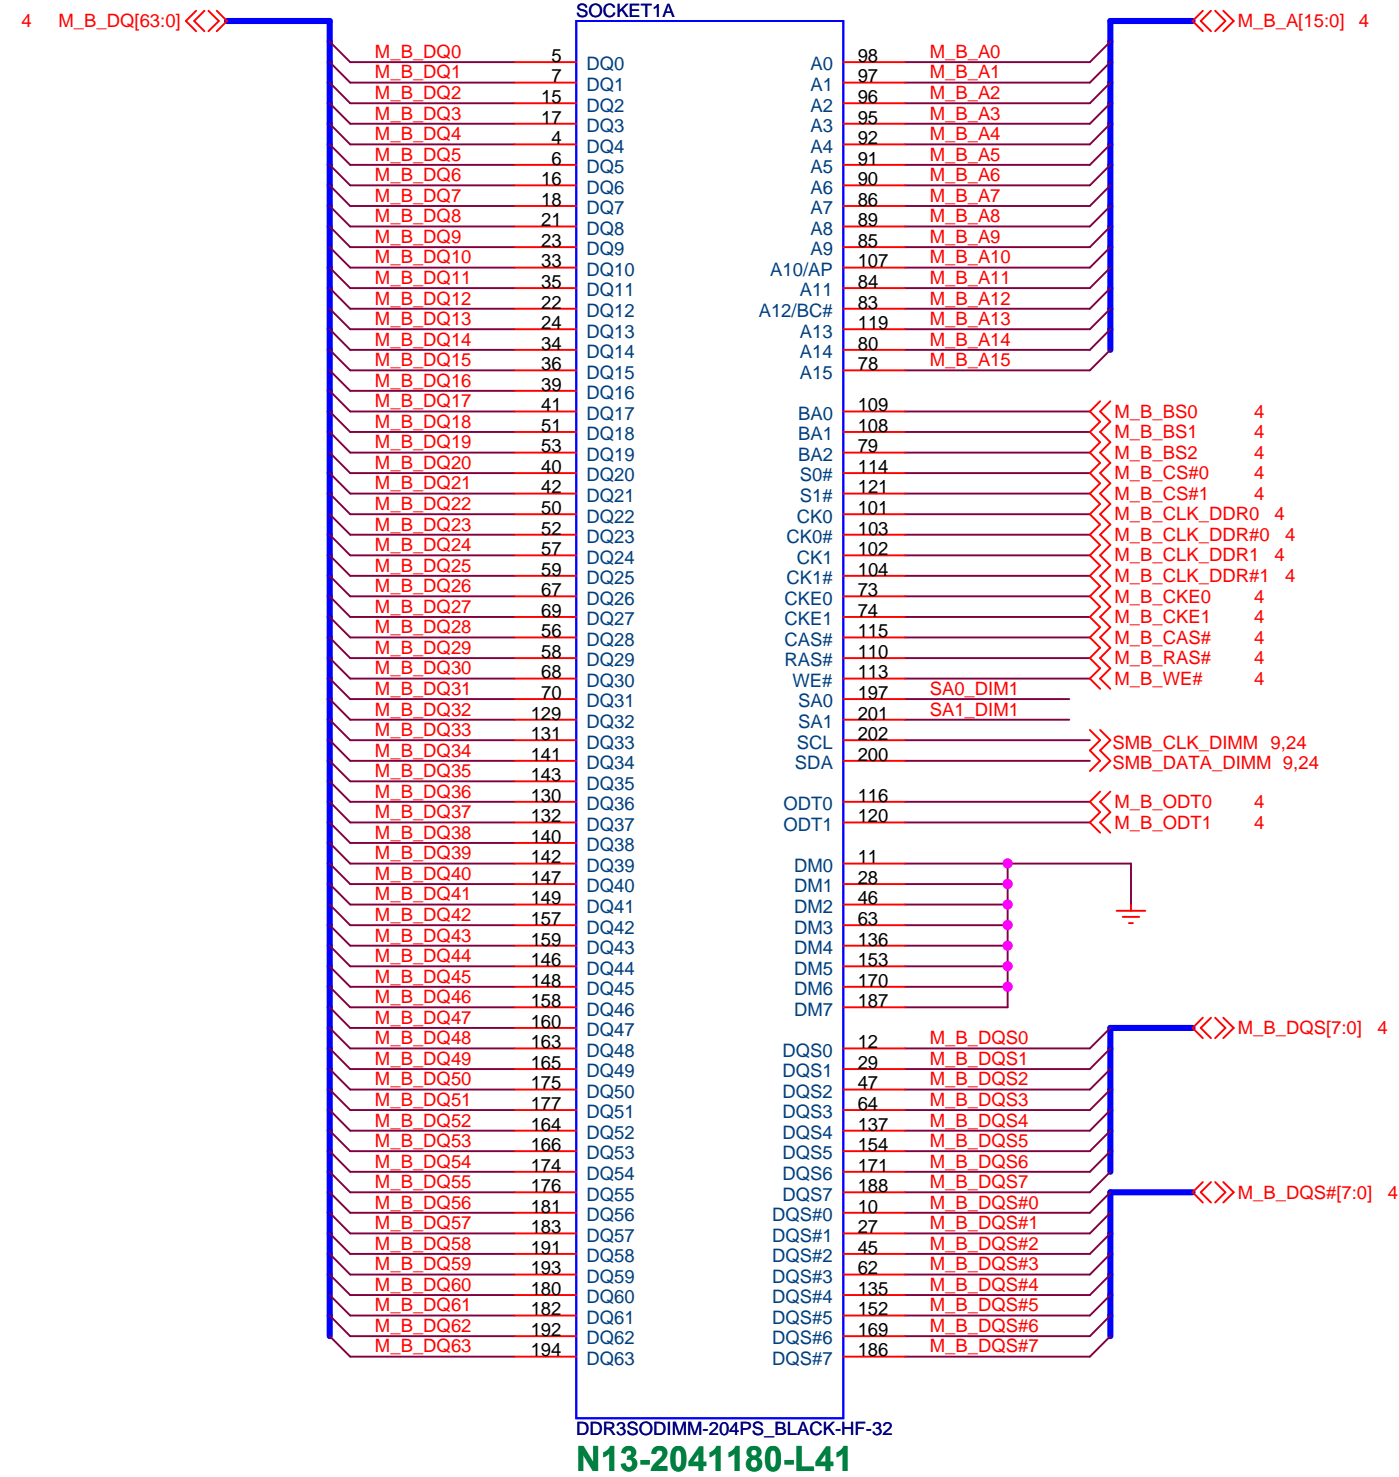 SOCKET1A
4 M_B_DQ[63:0] M_B_A[15:0] 4
M_B_DQ0 5 DQ0 A0 98 M_B_A0
M_B_DQ1 7 DQ1 A1 97 M_B_A1
M_B_DQ2 15 DQ2 A2 96 M_B_A2
M_B_DQ3 17 DQ3 A3 95 M_B_A3
M_B_DQ4 4 DQ4 A4 92 M_B_A4
M_B_DQ5 6 DQ5 A5 91 M_B_A5
M_B_DQ6 16 DQ6 A6 90 M_B_A6
M_B_DQ7 18 DQ7 A7 86 M_B_A7
M_B_DQ8 21 DQ8 A8 89 M_B_A8
M_B_DQ9 23 DQ9 A9 85 M_B_A9
M_B_DQ10 33 DQ10 A10/AP 107 M_B_A10
M_B_DQ11 35 DQ11 A11 84 M_B_A11
M_B_DQ12 22 DQ12 A12/BC# 83 M_B_A12
M_B_DQ13 24 DQ13 A13 119 M_B_A13
M_B_DQ14 34 DQ14 A14 80 M_B_A14
M_B_DQ15 36 DQ15 A15 78 M_B_A15
M_B_DQ16 39 DQ16
M_B_DQ17 41 DQ17 BA0 109 M_B_BS0 4
M_B_DQ18 51 DQ18 BA1 108 M_B_BS1 4
M_B_DQ19 53 DQ19 BA2 79 M_B_BS2 4
M_B_DQ20 40 DQ20 S0# 114 M_B_CS#0 4
M_B_DQ21 42 DQ21 S1# 121 M_B_CS#1 4
M_B_DQ22 50 DQ22 CK0 101 M_B_CLK_DDR0 4
M_B_DQ23 52 DQ23 CK0# 103 M_B_CLK_DDR#0 4
M_B_DQ24 57 DQ24 CK1 102 M_B_CLK_DDR1 4
M_B_DQ25 59 DQ25 CK1# 104 M_B_CLK_DDR#1 4
M_B_DQ26 67 DQ26 CKE0 73 M_B_CKE0 4
M_B_DQ27 69 DQ27 CKE1 74 M_B_CKE1 4
M_B_DQ28 56 DQ28 CAS# 115 M_B_CAS# 4
M_B_DQ29 58 DQ29 RAS# 110 M_B_RAS# 4
M_B_DQ30 68 DQ30 WE# 113 M_B_WE# 4
M_B_DQ31 70 DQ31 SA0 197 SA0_DIM1
M_B_DQ32 129 DQ32 SA1 201 SA1_DIM1
M_B_DQ33 131 DQ33 SCL 202 SMB_CLK_DIMM 9,24
M_B_DQ34 141 DQ34 SDA 200 SMB_DATA_DIMM 9,24
M_B_DQ35 143 DQ35
M_B_DQ36 130 DQ36 ODT0 116 M_B_ODT0 4
M_B_DQ37 132 DQ37 ODT1 120 M_B_ODT1 4
M_B_DQ38 140 DQ38
M_B_DQ39 142 DQ39 DM0 11
M_B_DQ40 147 DQ40 DM1 28
M_B_DQ41 149 DQ41 DM2 46
M_B_DQ42 157 DQ42 DM3 63
M_B_DQ43 159 DQ43 DM4 136
M_B_DQ44 146 DQ44 DM5 153
M_B_DQ45 148 DQ45 DM6 170
M_B_DQ46 158 DQ46 DM7 187
M_B_DQ47 160 DQ47 M_B_DQS[7:0] 4
M_B_DQ48 163 DQ48 DQS0 12 M_B_DQS0
M_B_DQ49 165 DQ49 DQS1 29 M_B_DQS1
M_B_DQ50 175 DQ50 DQS2 47 M_B_DQS2
M_B_DQ51 177 DQ51 DQS3 64 M_B_DQS3
M_B_DQ52 164 DQ52 DQS4 137 M_B_DQS4
M_B_DQ53 166 DQ53 DQS5 154 M_B_DQS5
M_B_DQ54 174 DQ54 DQS6 171 M_B_DQS6
M_B_DQ55 176 DQ55 DQS7 188 M_B_DQS7 M_B_DQS#[7:0] 4
M_B_DQ56 181 DQ56 DQS#0 10 M_B_DQS#0
M_B_DQ57 183 DQ57 DQS#1 27 M_B_DQS#1
M_B_DQ58 191 DQ58 DQS#2 45 M_B_DQS#2
M_B_DQ59 193 DQ59 DQS#3 62 M_B_DQS#3
M_B_DQ60 180 DQ60 DQS#4 135 M_B_DQS#4
M_B_DQ61 182 DQ61 DQS#5 152 M_B_DQS#5
M_B_DQ62 192 DQ62 DQS#6 169 M_B_DQS#6
M_B_DQ63 194 DQ63 DQS#7 186 M_B_DQS#7
DDR3SODIMM-204PS_BLACK-HF-32
N13-2041180-L41